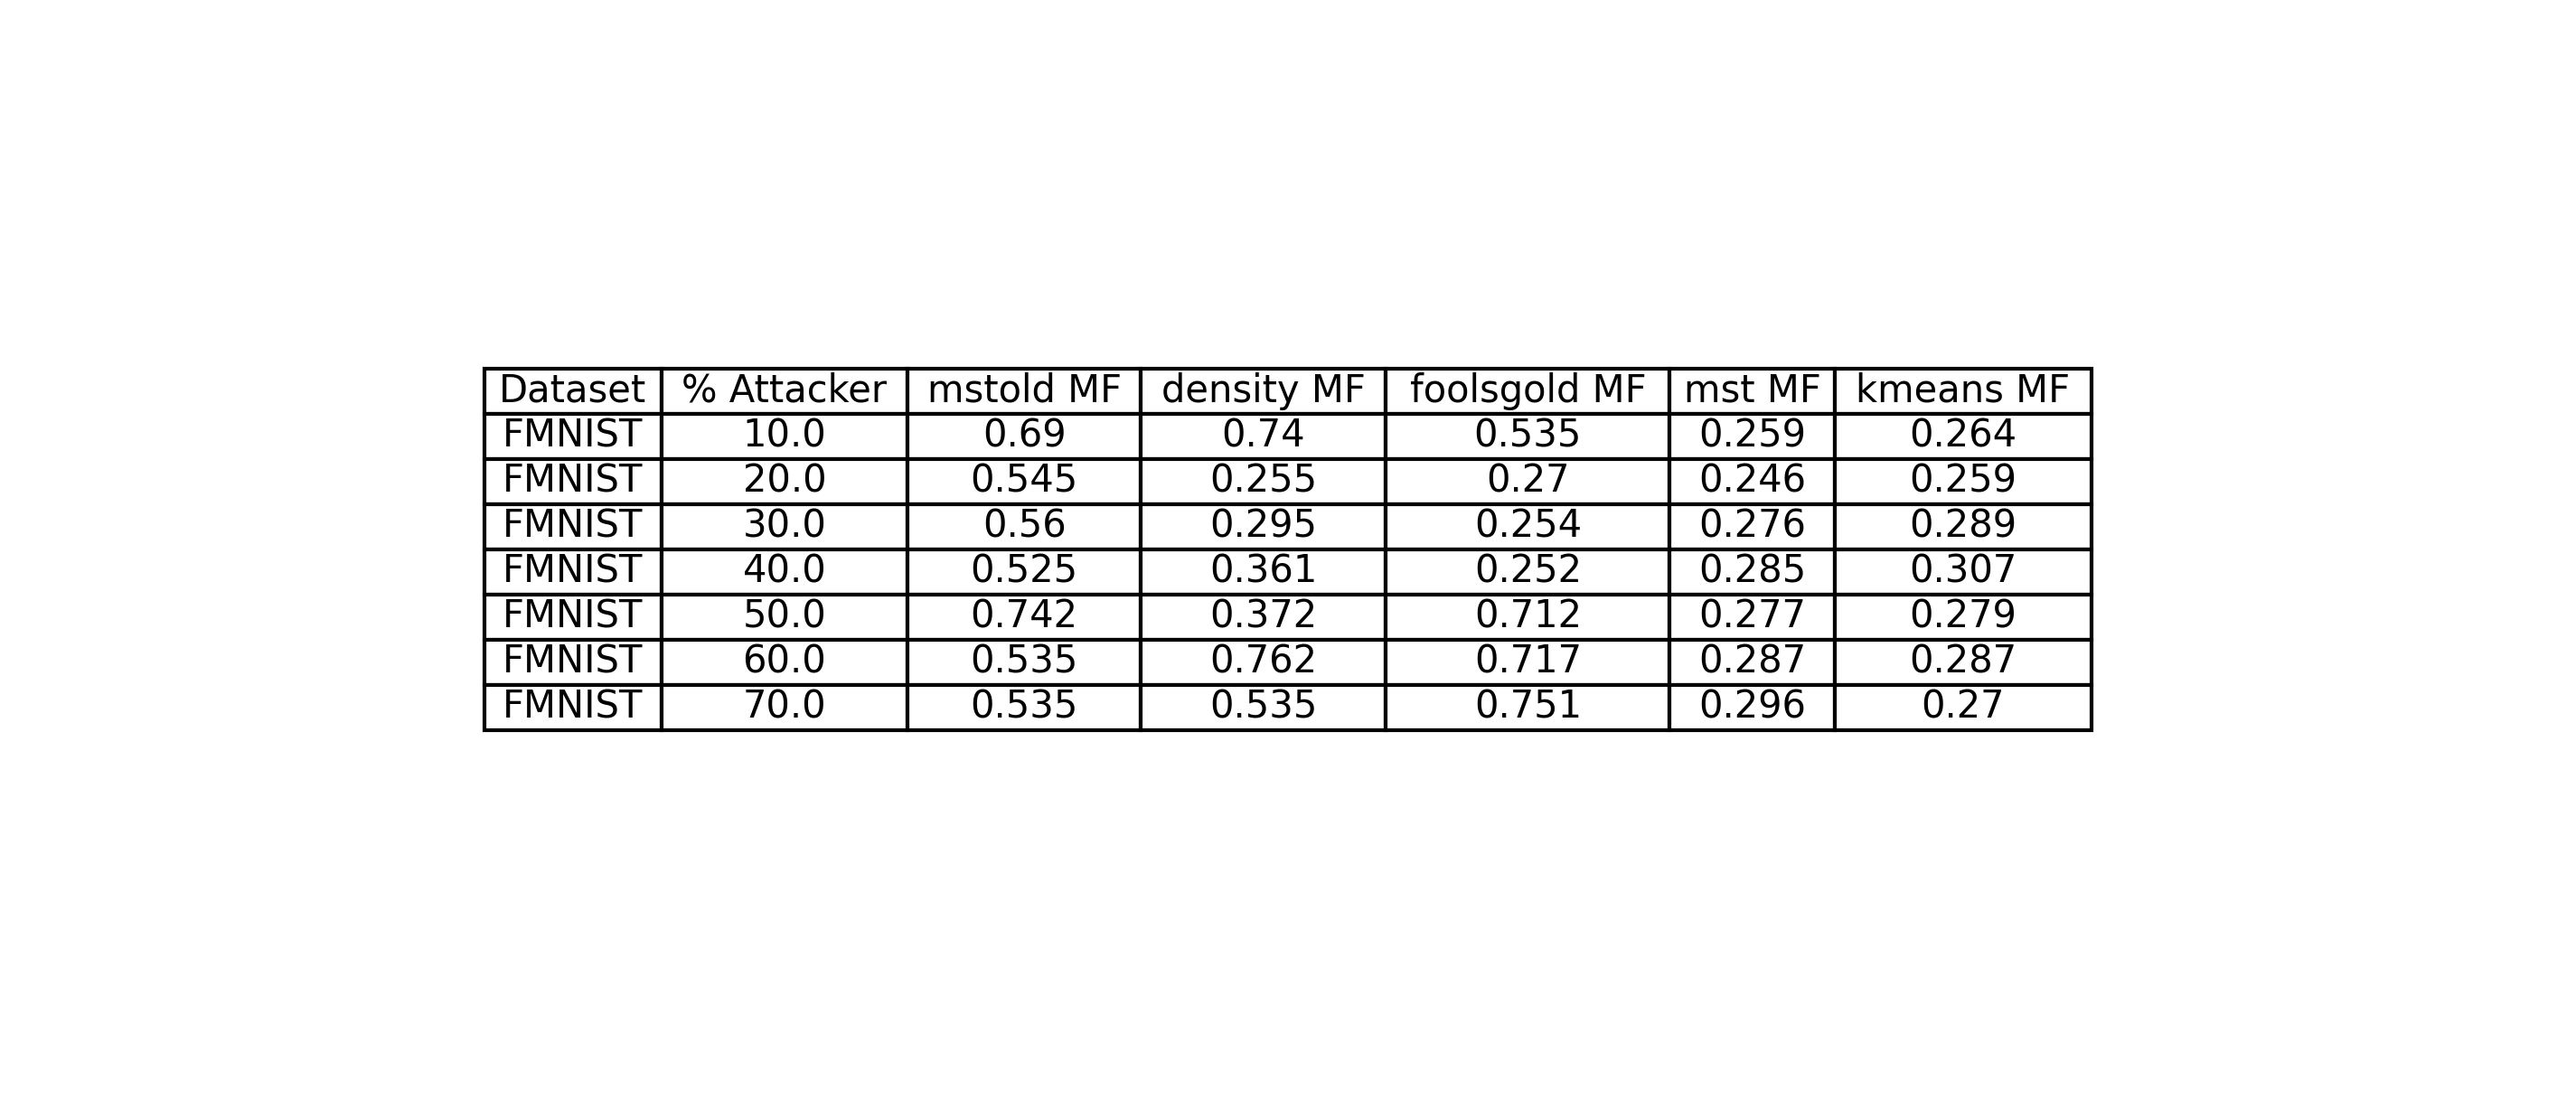 Dataset % Attacker mstold MF density MF foolsgold MF mst MF kmeans MF
FMNIST 10.0 0.69 0.74 0.535 0.259 0.264
FMNIST 20.0 0.545 0.255 0.27 0.246 0.259
FMNIST 30.0 0.56 0.295 0.254 0.276 0.289
FMNIST 40.0 0.525 0.361 0.252 0.285 0.307
FMNIST 50.0 0.742 0.372 0.712 0.277 0.279
FMNIST 60.0 0.535 0.762 0.717 0.287 0.287
FMNIST 70.0 0.535 0.535 0.751 0.296 0.27